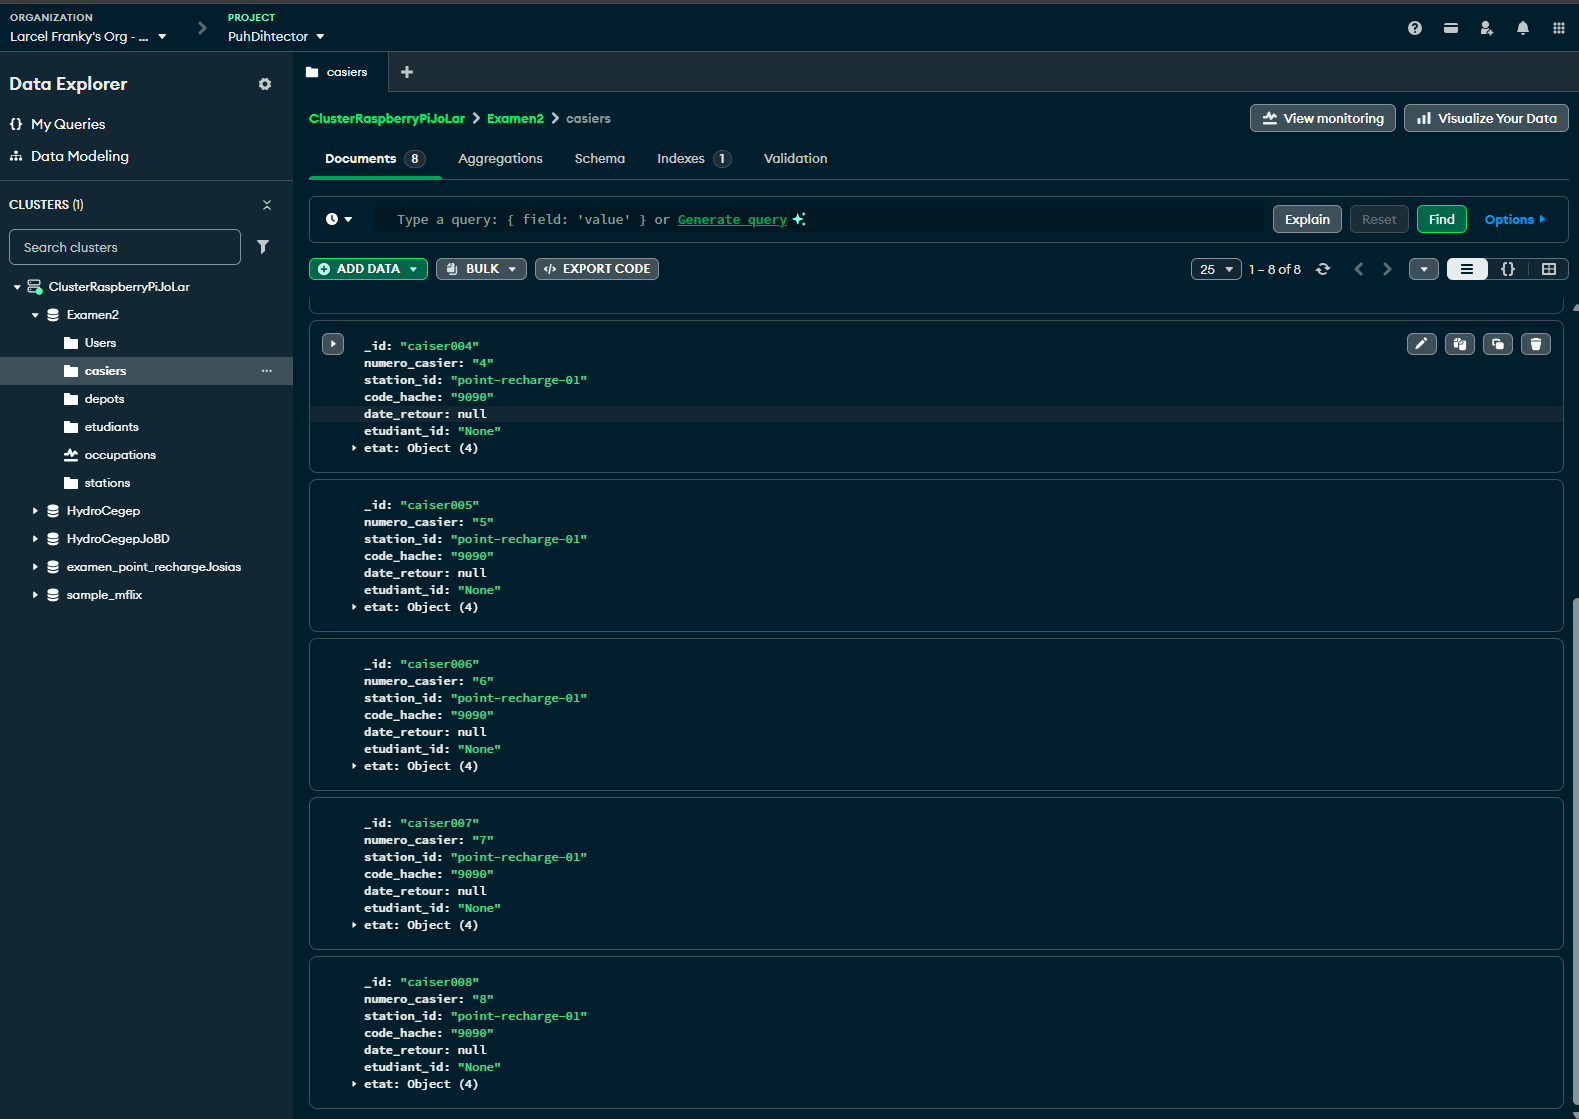 ORGANIZATION
Larcel Franky's Org - ...
PROJECT
PuhDihtector
Data Explorer
My Queries
Data Modeling
CLUSTERS (1)
Search clusters
ClusterRaspberryPiJoLar
Examen2
Users
casiers
depots
etudiants
occupations
stations
HydroCegep
HydroCegepJoBD
examen_point_rechargeJosias
sample_mflix
casiers
ClusterRaspberryPiJoLar > Examen2 > casiers
View monitoring
Visualize Your Data
Documents 8
Aggregations
Schema
Indexes 1
Validation
Type a query: { field: 'value' } or Generate query
Explain
Reset
Find
Options
ADD DATA
BULK
EXPORT CODE
25
1 – 8 of 8
_id: "caiser004"
numero_casier: "4"
station_id: "point-recharge-01"
code_hache: "9090"
date_retour: null
etudiant_id: "None"
etat: Object (4)
_id: "caiser005"
numero_casier: "5"
station_id: "point-recharge-01"
code_hache: "9090"
date_retour: null
etudiant_id: "None"
etat: Object (4)
_id: "caiser006"
numero_casier: "6"
station_id: "point-recharge-01"
code_hache: "9090"
date_retour: null
etudiant_id: "None"
etat: Object (4)
_id: "caiser007"
numero_casier: "7"
station_id: "point-recharge-01"
code_hache: "9090"
date_retour: null
etudiant_id: "None"
etat: Object (4)
_id: "caiser008"
numero_casier: "8"
station_id: "point-recharge-01"
code_hache: "9090"
date_retour: null
etudiant_id: "None"
etat: Object (4)